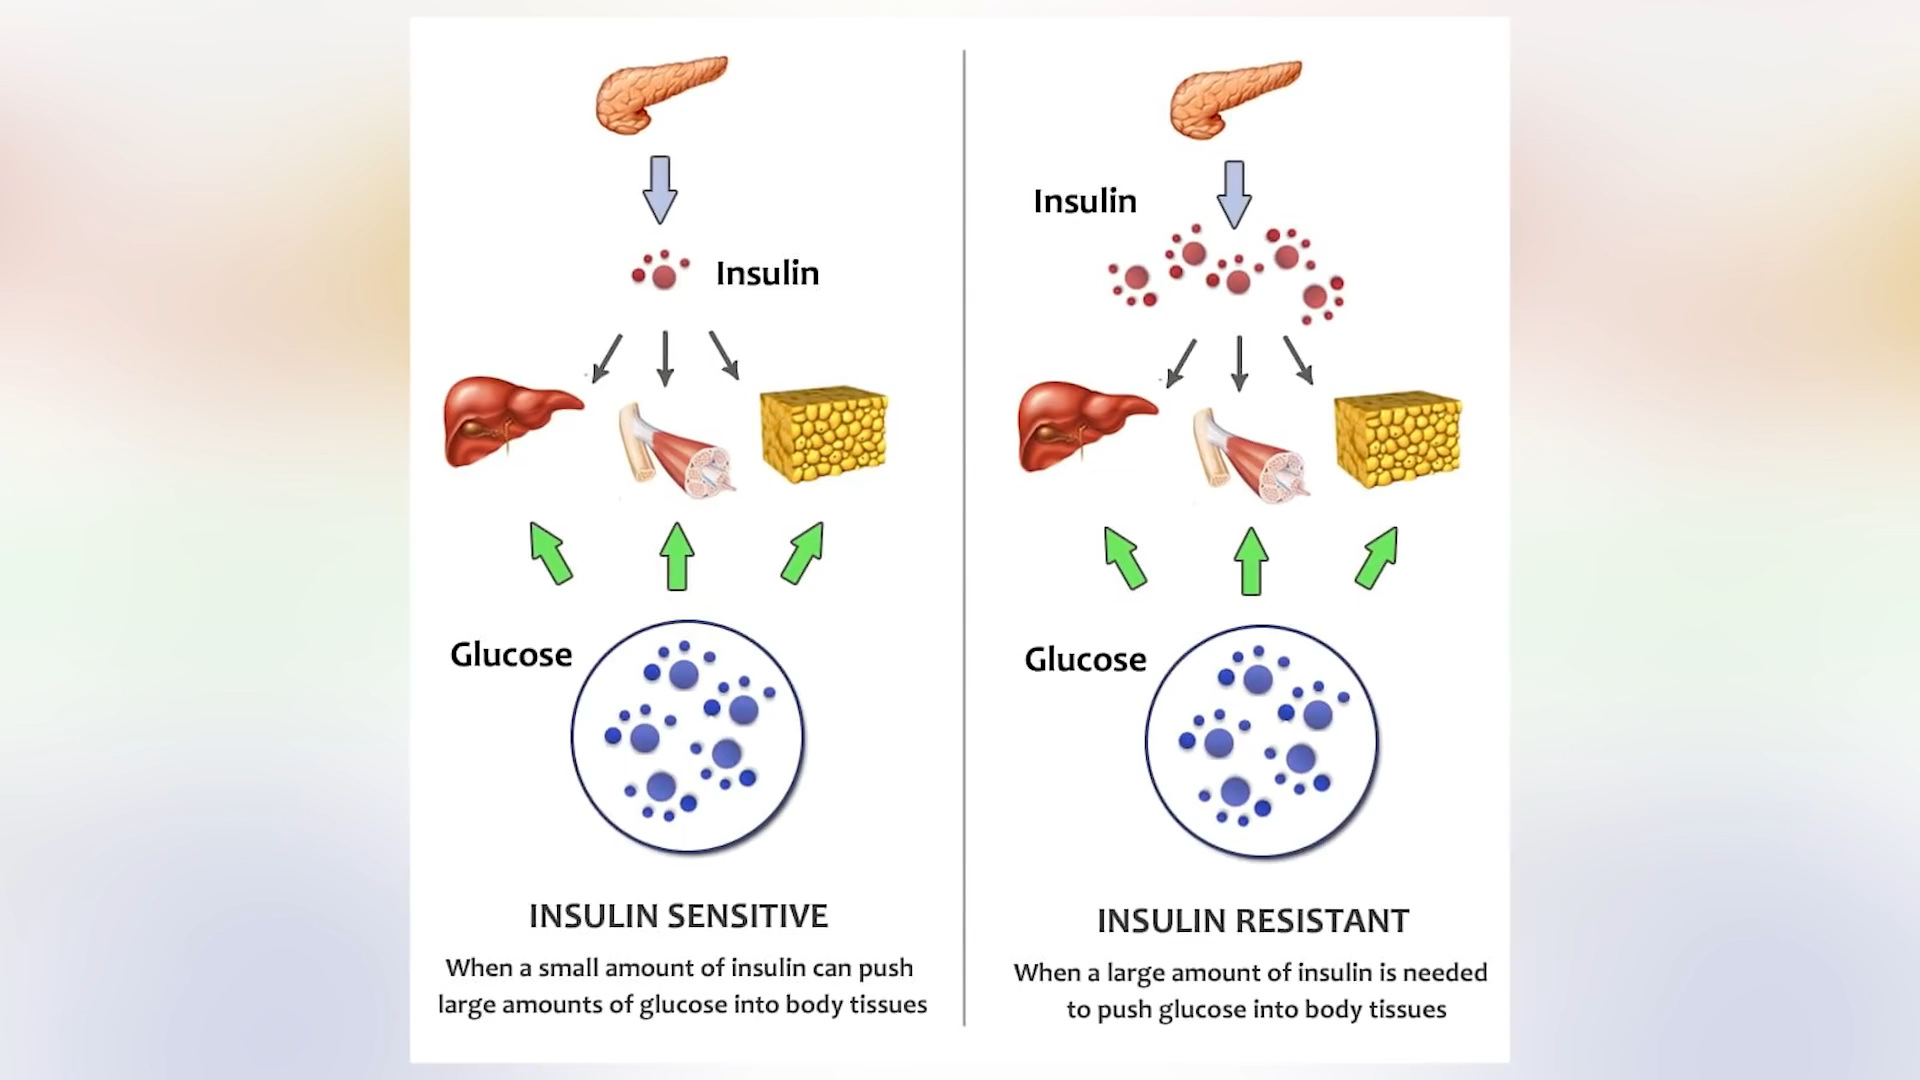 Insulin
Glucose
INSULIN SENSITIVE
When a small amount of insulin can push
large amounts of glucose into body tissues
Insulin
Glucose
INSULIN RESISTANT
When a large amount of insulin is needed
to push glucose into body tissues